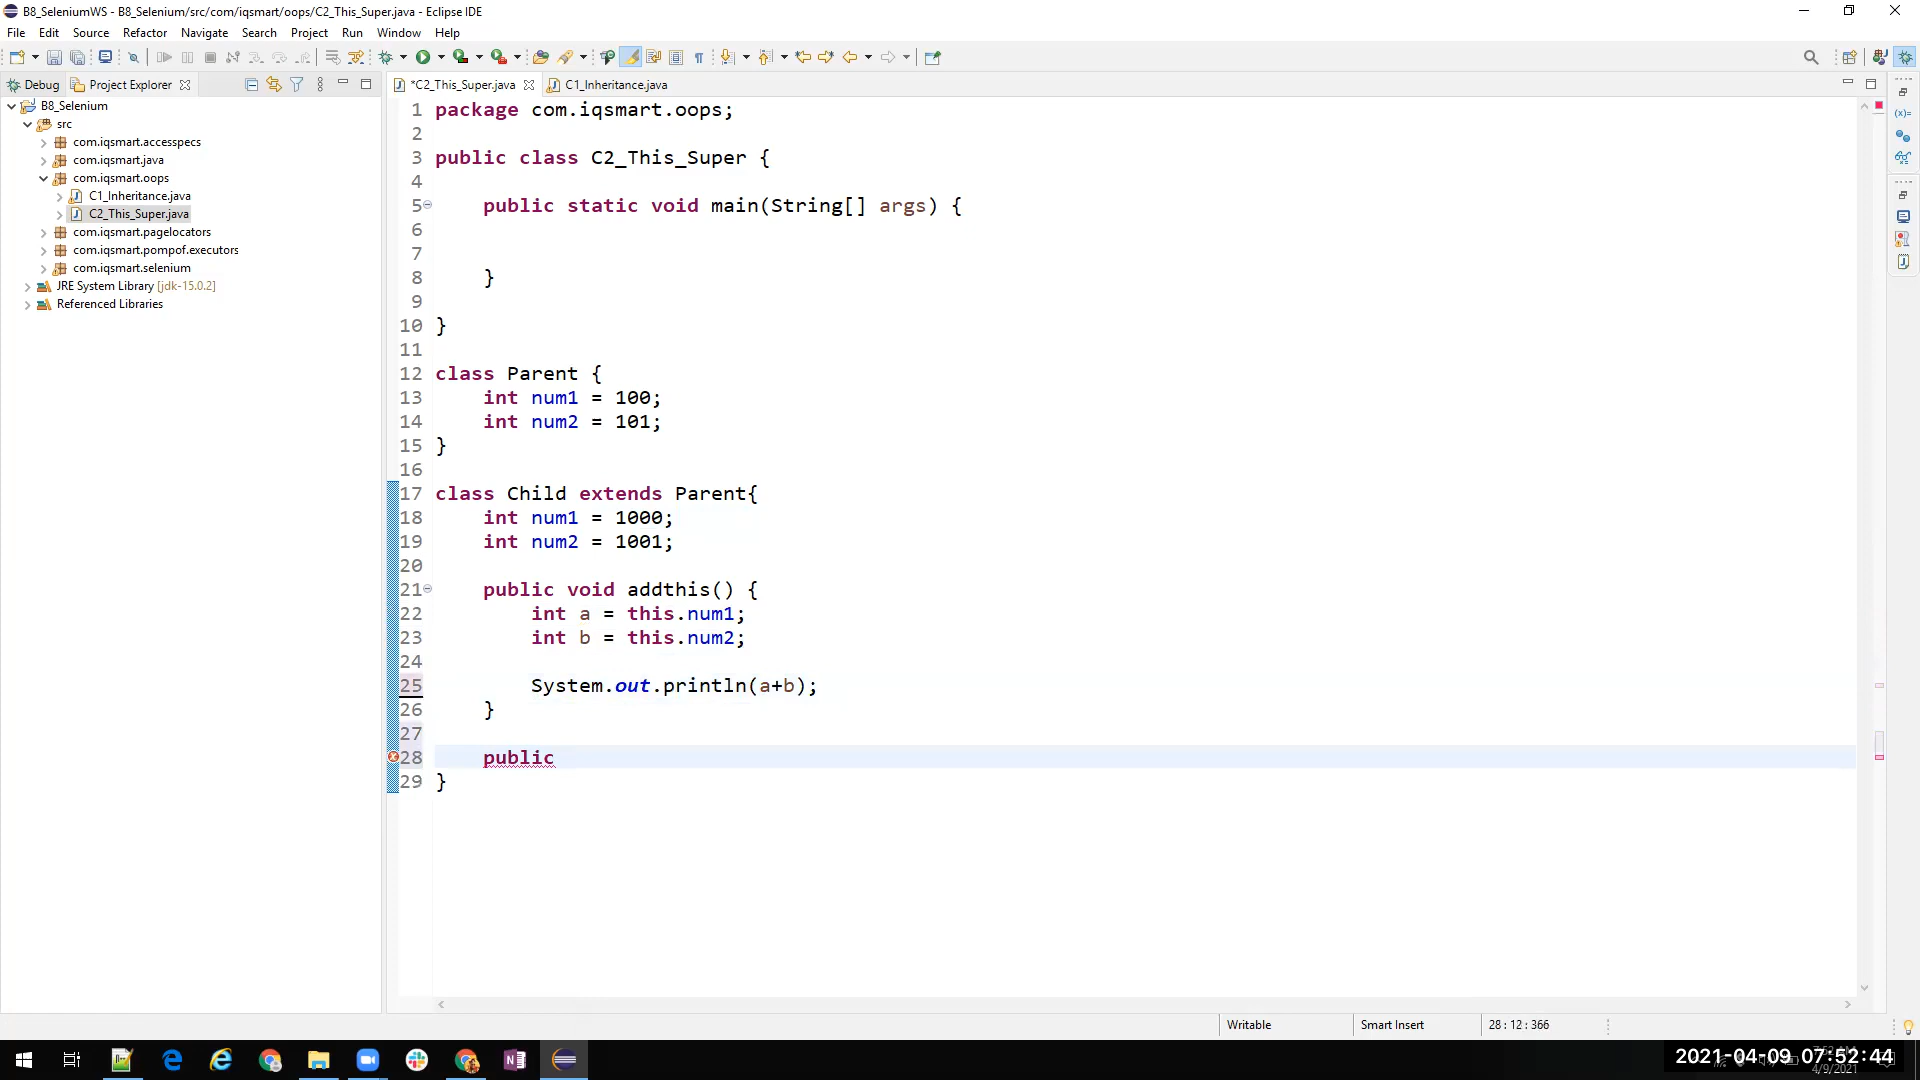 B8_SeleniumWS - B8_Selenium/src/com/iqsmart/oops/C2_This_Super.java - Eclipse IDE
File Edit Source Refactor Navigate Search Project Run Window Help
Debug Project Explorer
*C2_This_Super.java C1_Inheritance.java
B8_Selenium
src
com.iqsmart.accesspecs
com.iqsmart.java
com.iqsmart.oops
C1_Inheritance.java
C2_This_Super.java
com.iqsmart.pagelocators
com.iqsmart.pompof.executors
com.iqsmart.selenium
JRE System Library [jdk-15.0.2]
Referenced Libraries
1 package com.iqsmart.oops;
2
3 public class C2_This_Super {
4
5 public static void main(String[] args) {
6
7
8 }
9
10 }
11
12 class Parent {
13 int num1 = 100;
14 int num2 = 101;
15 }
16
17 class Child extends Parent{
18 int num1 = 1000;
19 int num2 = 1001;
20
21 public void addthis() {
22 int a = this.num1;
23 int b = this.num2;
24
25 System.out.println(a+b);
26 }
27
28 public
29 }
Writable Smart Insert 28 : 12 : 366
2021-04-09 07:52:44
4/9/2021